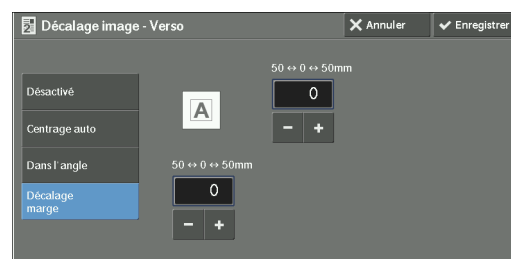 Décalage image - Verso
Annuler
Enregistrer
50 ↔ 0 ↔ 50mm
0
Désactivé
A
Centrage auto
- +
Dans l'angle
50 ↔ 0 ↔ 50mm
Décalage
marge
0
- +